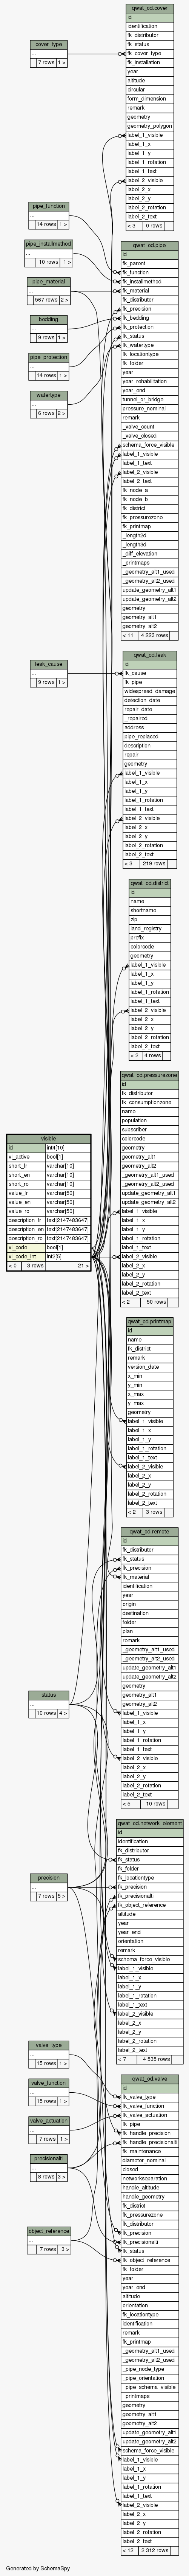 qwat_od.cover
id
identification
fk_distributor
fk_status
fk_cover_type
fk_installation
year
altitude
circular
form_dimension
remark
geometry
geometry_polygon
label_1_visible
label_1_x
label_1_y
label_1_rotation
label_1_text
label_2_visible
label_2_x
label_2_y
label_2_rotation
label_2_text
< 3 0 rows
cover_type
...
7 rows 1 >
pipe_function
...
14 rows 1 >
pipe_installmethod
...
10 rows 1 >
pipe_material
...
567 rows 2 >
bedding
...
9 rows 1 >
pipe_protection
...
14 rows 1 >
watertype
...
6 rows 2 >
qwat_od.pipe
id
fk_parent
fk_function
fk_installmethod
fk_material
fk_distributor
fk_precision
fk_bedding
fk_protection
fk_status
fk_watertype
fk_locationtype
fk_folder
year
year_rehabilitation
year_end
tunnel_or_bridge
pressure_nominal
remark
_valve_count
_valve_closed
schema_force_visible
label_1_visible
label_1_text
label_2_visible
label_2_text
fk_node_a
fk_node_b
fk_district
fk_pressurezone
fk_printmap
_length2d
_length3d
_diff_elevation
_printmaps
_geometry_alt1_used
_geometry_alt2_used
update_geometry_alt1
update_geometry_alt2
geometry
geometry_alt1
geometry_alt2
< 11 4 223 rows
leak_cause
...
9 rows 1 >
qwat_od.leak
id
fk_cause
fk_pipe
widespread_damage
detection_date
repair_date
_repaired
address
pipe_replaced
description
repair
geometry
label_1_visible
label_1_x
label_1_y
label_1_rotation
label_1_text
label_2_visible
label_2_x
label_2_y
label_2_rotation
label_2_text
< 3 219 rows
qwat_od.district
id
name
shortname
zip
land_registry
prefix
colorcode
geometry
label_1_visible
label_1_x
label_1_y
label_1_rotation
label_1_text
label_2_visible
label_2_x
label_2_y
label_2_rotation
label_2_text
< 2 4 rows
qwat_od.pressurezone
id
fk_distributor
fk_consumptionzone
name
population
subscriber
colorcode
geometry
geometry_alt1
geometry_alt2
_geometry_alt1_used
_geometry_alt2_used
update_geometry_alt1
update_geometry_alt2
label_1_visible
label_1_x
label_1_y
label_1_rotation
label_1_text
label_2_visible
label_2_x
label_2_y
label_2_rotation
label_2_text
< 2 50 rows
visible
id int4[10]
vl_active bool[1]
short_fr varchar[10]
short_en varchar[10]
short_ro varchar[10]
value_fr varchar[50]
value_en varchar[50]
value_ro varchar[50]
description_fr text[2147483647]
description_en text[2147483647]
description_ro text[2147483647]
vl_code bool[1]
vl_code_int int2[5]
< 0 3 rows 21 >
qwat_od.printmap
id
name
fk_district
remark
version_date
x_min
y_min
x_max
y_max
geometry
label_1_visible
label_1_x
label_1_y
label_1_rotation
label_1_text
label_2_visible
label_2_x
label_2_y
label_2_rotation
label_2_text
< 2 3 rows
qwat_od.remote
id
fk_distributor
fk_status
fk_precision
fk_material
identification
year
origin
destination
folder
plan
remark
_geometry_alt1_used
_geometry_alt2_used
update_geometry_alt1
update_geometry_alt2
geometry
geometry_alt1
geometry_alt2
label_1_visible
label_1_x
label_1_y
label_1_rotation
label_1_text
label_2_visible
label_2_x
label_2_y
label_2_rotation
label_2_text
< 5 10 rows
status
...
10 rows 4 >
qwat_od.network_element
id
identification
fk_distributor
fk_status
fk_folder
fk_locationtype
fk_precision
fk_precisionalti
fk_object_reference
altitude
year
year_end
orientation
remark
schema_force_visible
label_1_visible
label_1_x
label_1_y
label_1_rotation
label_1_text
label_2_visible
label_2_x
label_2_y
label_2_rotation
label_2_text
< 7 4 535 rows
precision
...
7 rows 5 >
valve_type
...
15 rows 1 >
valve_function
...
15 rows 1 >
valve_actuation
...
7 rows 1 >
precisionalti
...
8 rows 3 >
object_reference
...
7 rows 3 >
qwat_od.valve
id
fk_valve_type
fk_valve_function
fk_valve_actuation
fk_pipe
fk_handle_precision
fk_handle_precisionalti
fk_maintenance
diameter_nominal
closed
networkseparation
handle_altitude
handle_geometry
fk_district
fk_pressurezone
fk_distributor
fk_precision
fk_precisionalti
fk_status
fk_object_reference
fk_folder
year
year_end
altitude
orientation
fk_locationtype
identification
remark
fk_printmap
_geometry_alt1_used
_geometry_alt2_used
_pipe_node_type
_pipe_orientation
_pipe_schema_visible
_printmaps
geometry
geometry_alt1
geometry_alt2
update_geometry_alt1
update_geometry_alt2
schema_force_visible
label_1_visible
label_1_x
label_1_y
label_1_rotation
label_1_text
label_2_visible
label_2_x
label_2_y
label_2_rotation
label_2_text
< 12 2 312 rows
Generated by SchemaSpy